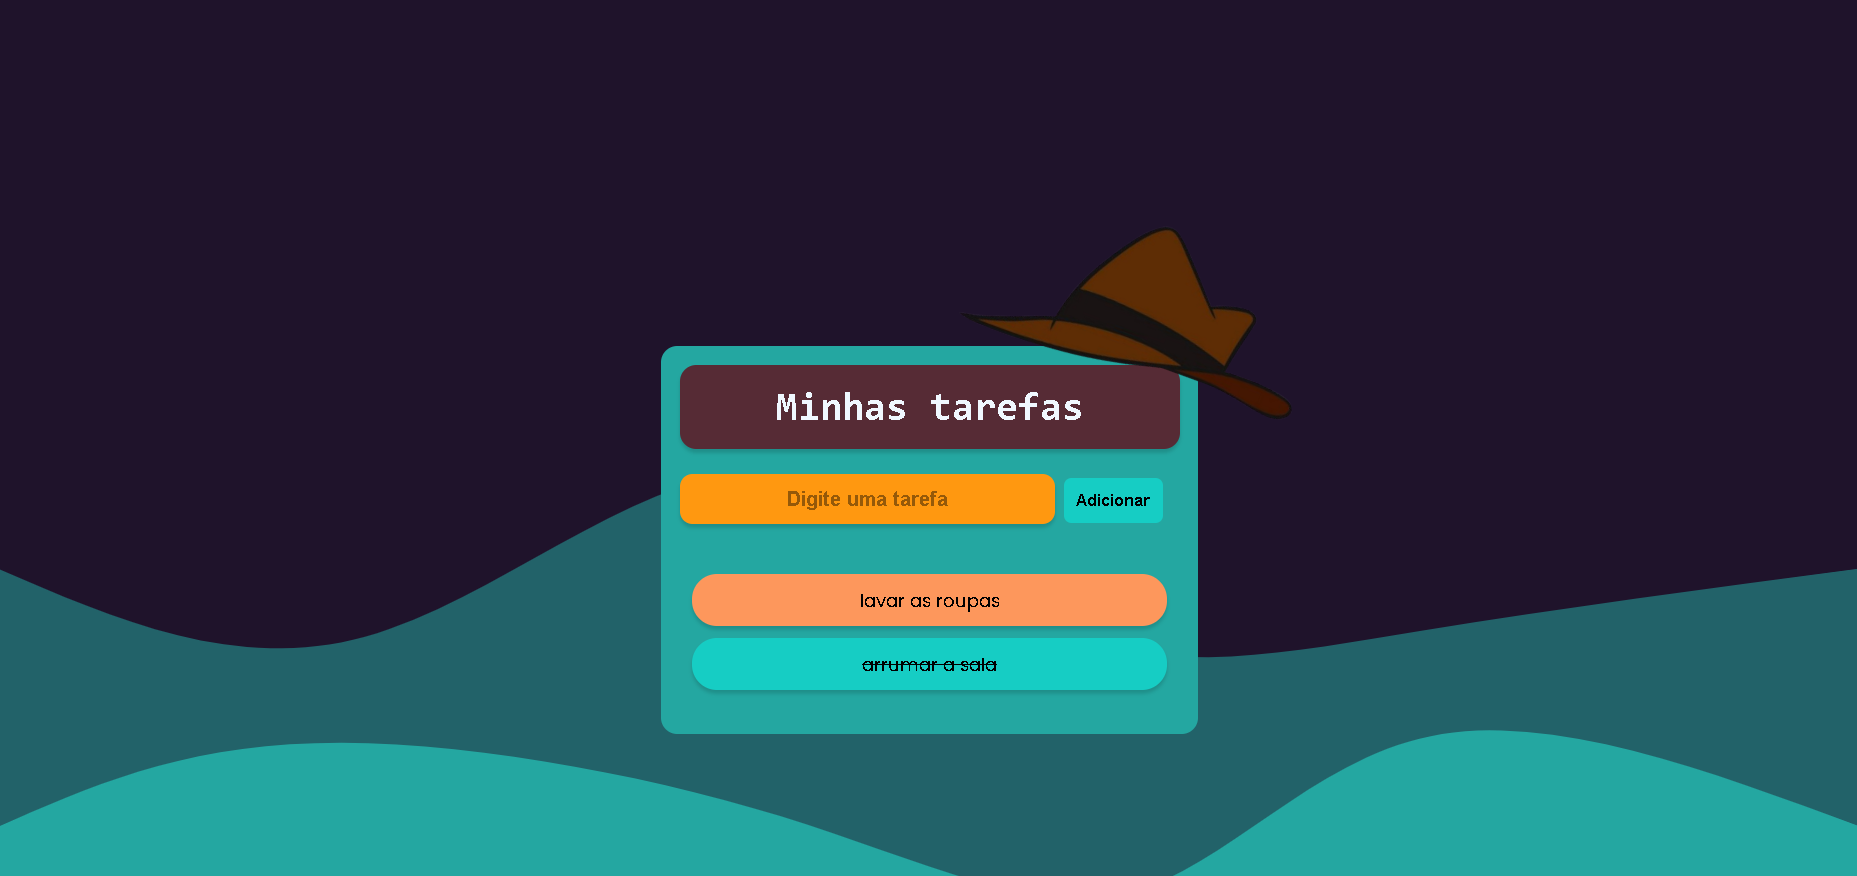 Minhas tarefas
Digite uma tarefa
Adicionar
lavar as roupas
arrumar a sala